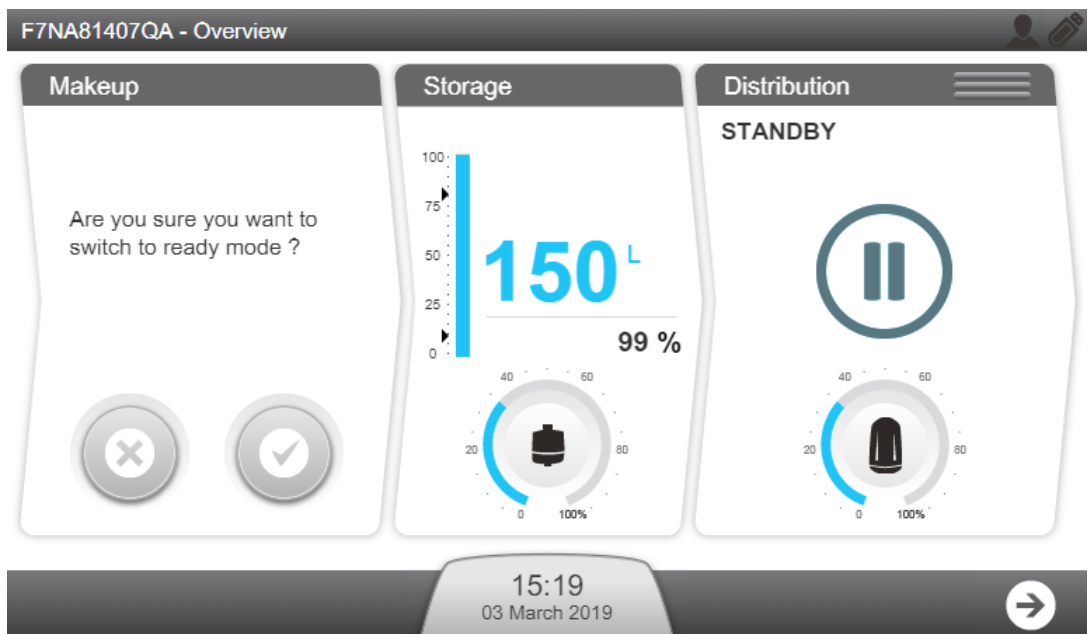 F7NA81407QA - Overview
Makeup
Are you sure you want to
switch to ready mode ?
Storage
100
75
50
25
0
150 L
99 %
40
60
20
80
0
100%
Distribution
STANDBY
40
60
20
80
0
100%
15:19
03 March 2019